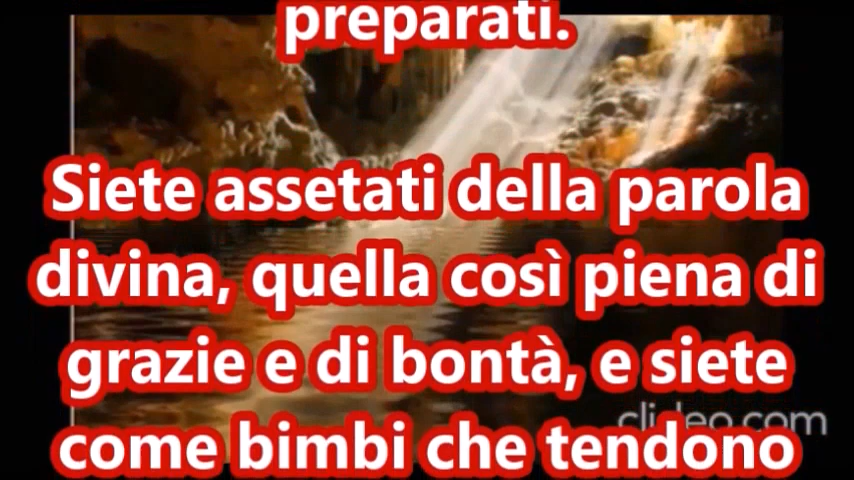 preparati.
Siete assetati della parola
divina, quella così piena di
grazie e di bontà, e siete
clideo.com
come bimbi che tendono